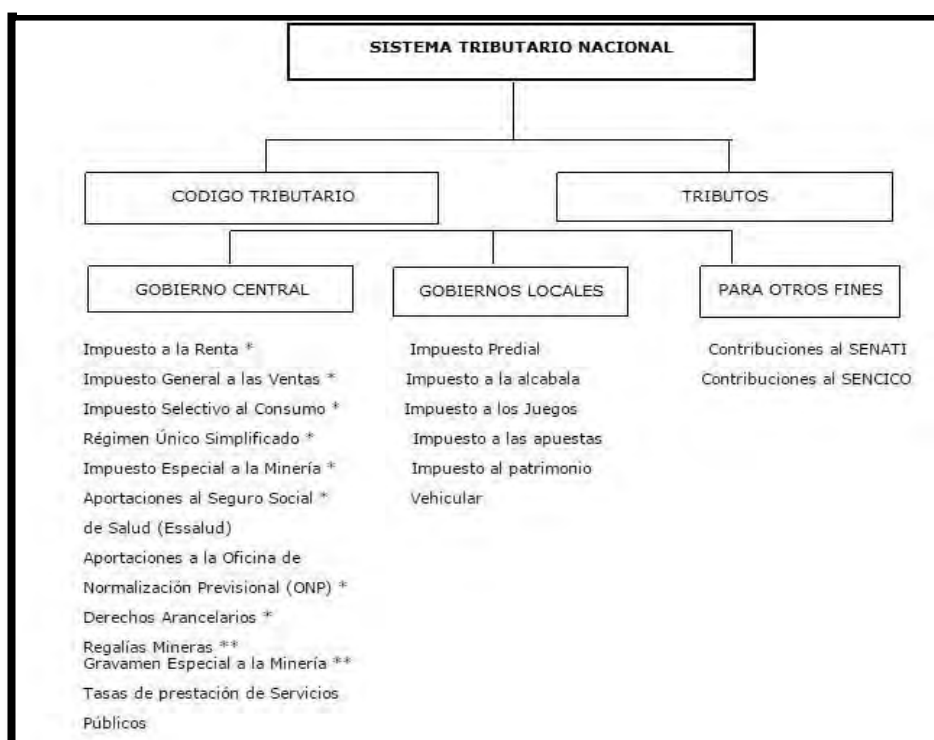 SISTEMA TRIBUTARIO NACIONAL
CODIGO TRIBUTARIO
TRIBUTOS
GOBIERNO CENTRAL
GOBIERNOS LOCALES
PARA OTROS FINES
Impuesto a la Renta *
Impuesto General a las Ventas *
Impuesto Selectivo al Consumo *
Régimen Único Simplificado *
Impuesto Especial a la Minería *
Aportaciones al Seguro Social *
de Salud (Essalud)
Aportaciones a la Oficina de
Normalización Previsional (ONP) *
Derechos Arancelarios *
Regalías Mineras **
Gravamen Especial a la Minería **
Tasas de prestación de Servicios
Públicos
Impuesto Predial
Impuesto a la alcabala
Impuesto a los Juegos
Impuesto a las apuestas
Impuesto al patrimonio
Vehicular
Contribuciones al SENATI
Contribuciones al SENCICO